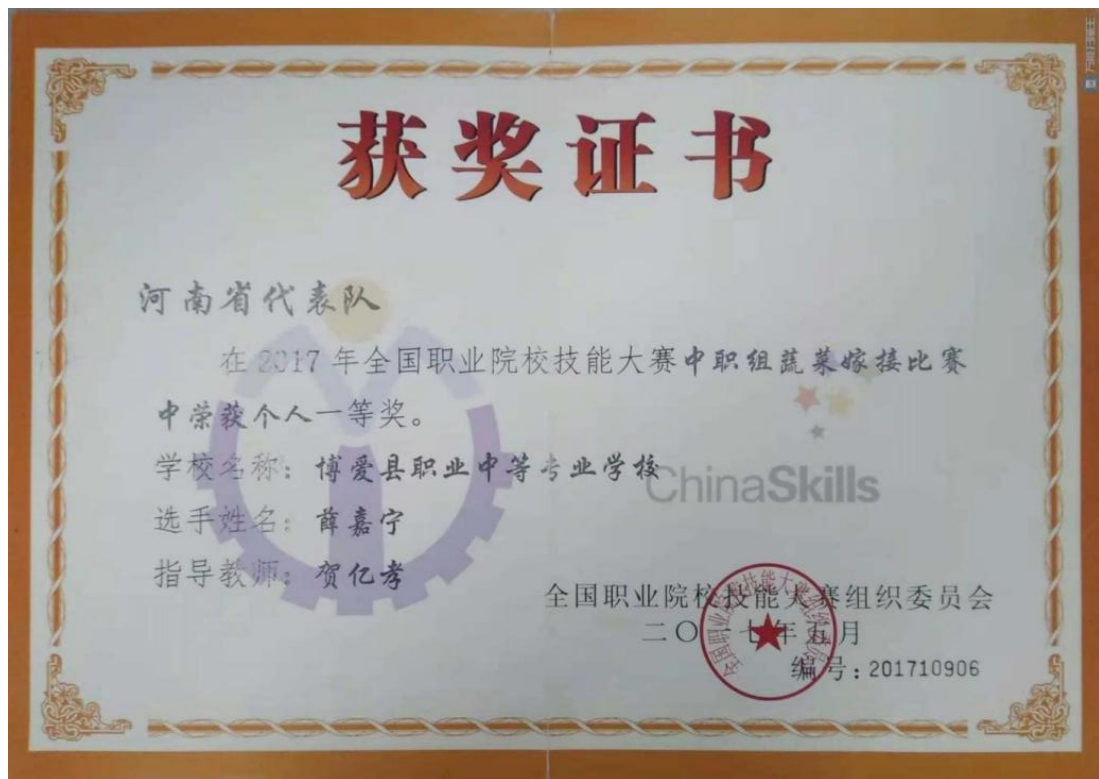 获奖证书
河南省代表队
在2017年全国职业院校技能大赛中职组蔬菜嫁接比赛
中荣获个人一等奖。
学校名称：博爱县职业中等专业学校
ChinaSkills
选手姓名：薛嘉宁
指导教师：贺亿孝
全国职业院校技能大赛组织委员会
二〇一七年五月
编号：201710906